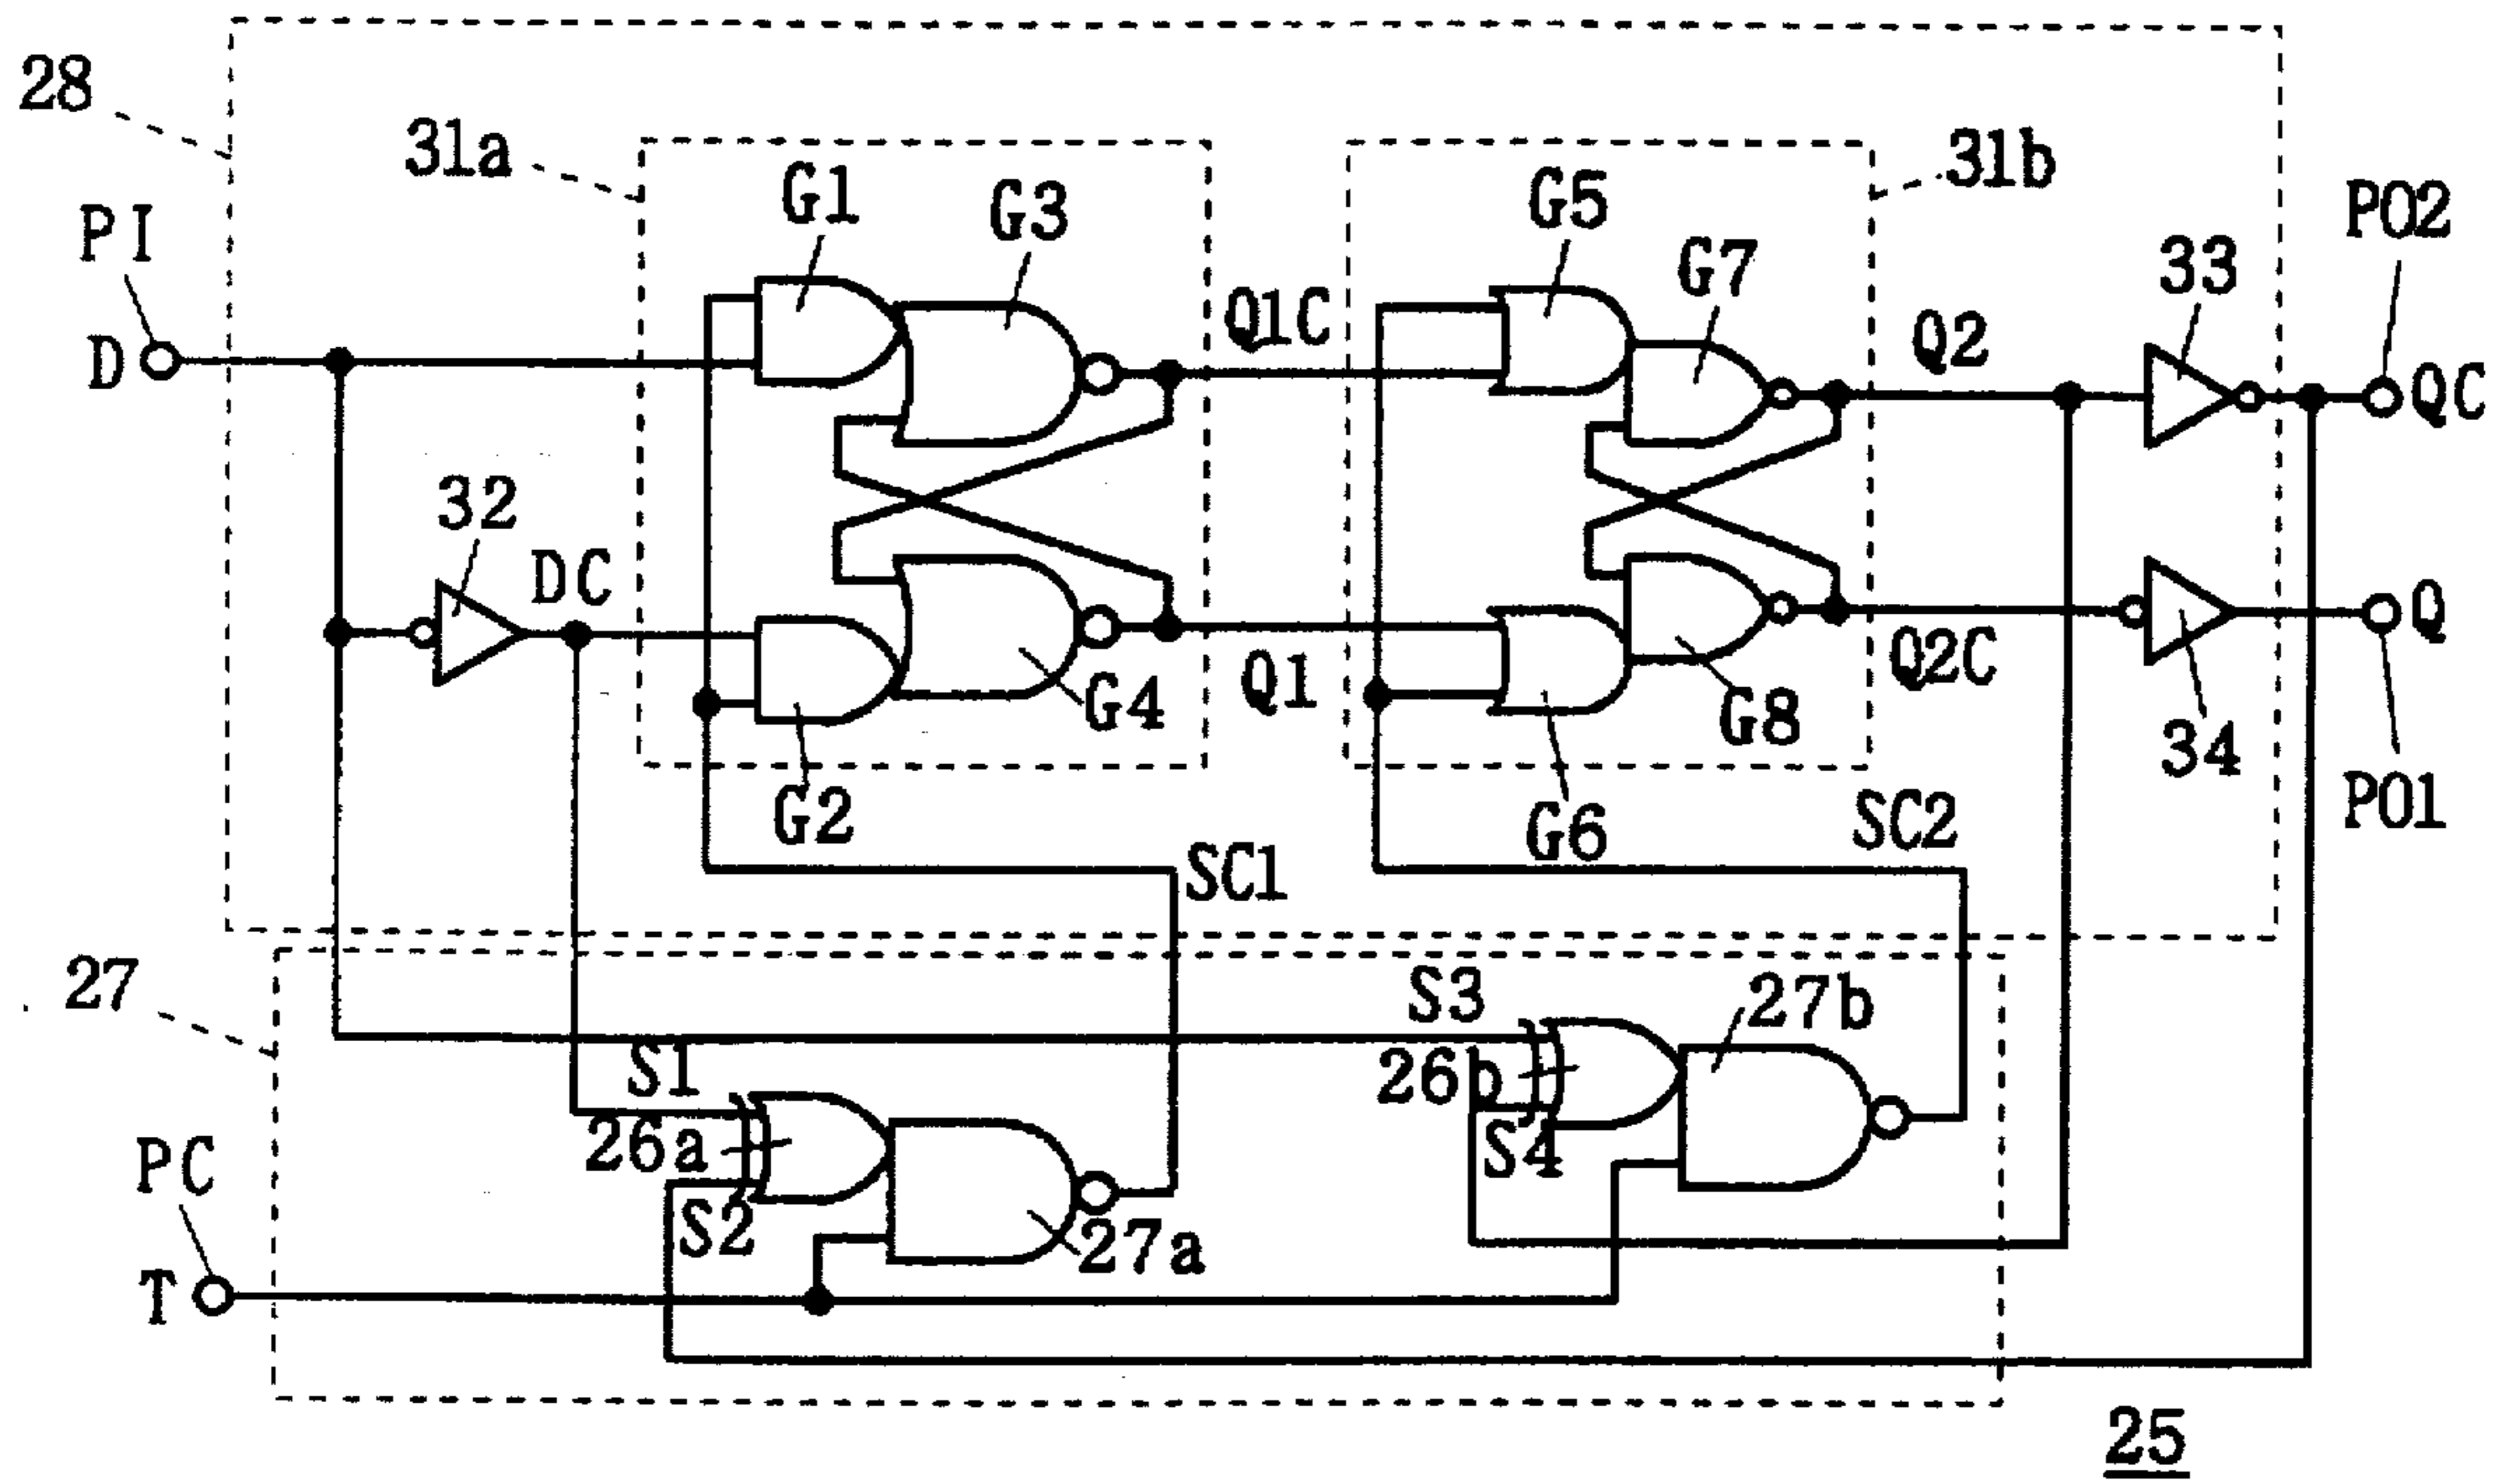 28
31a
G1
G3
G5
G7
31b
PI
PO2
33
D
Q1C
Q2
QC
32
DC
Q
G4
Q1
G8
Q2C
34
G2
G6
SC2
PO1
SC1
27
S3
27b
S1
26b
26a
S4
PC
S2
27a
T
25